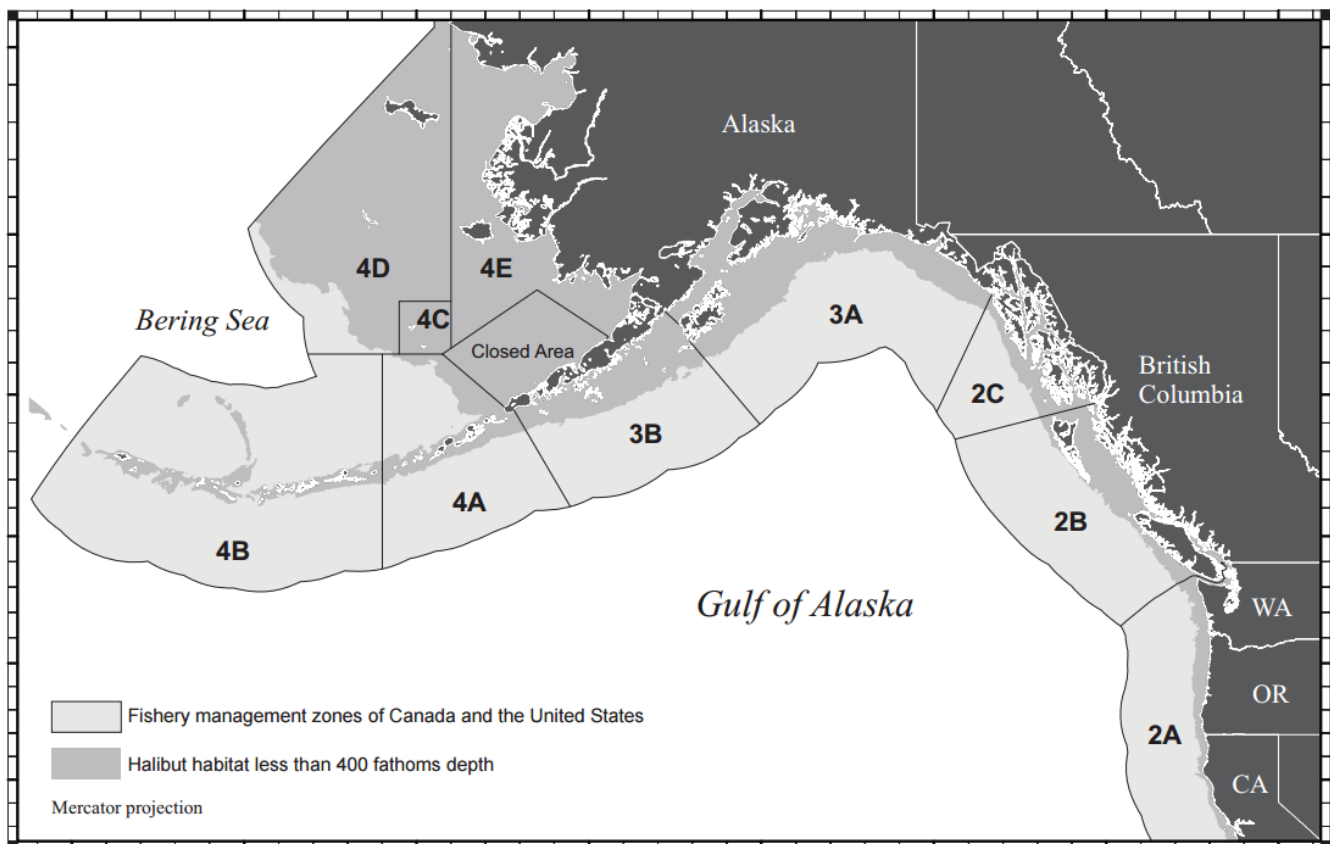 Alaska
4D
4E
Bering Sea
4C
3A
Closed Area
British
Columbia
2C
3B
4A
2B
4B
Gulf of Alaska
WA
OR
2A
CA
Fishery management zones of Canada and the United States
Halibut habitat less than 400 fathoms depth
Mercator projection